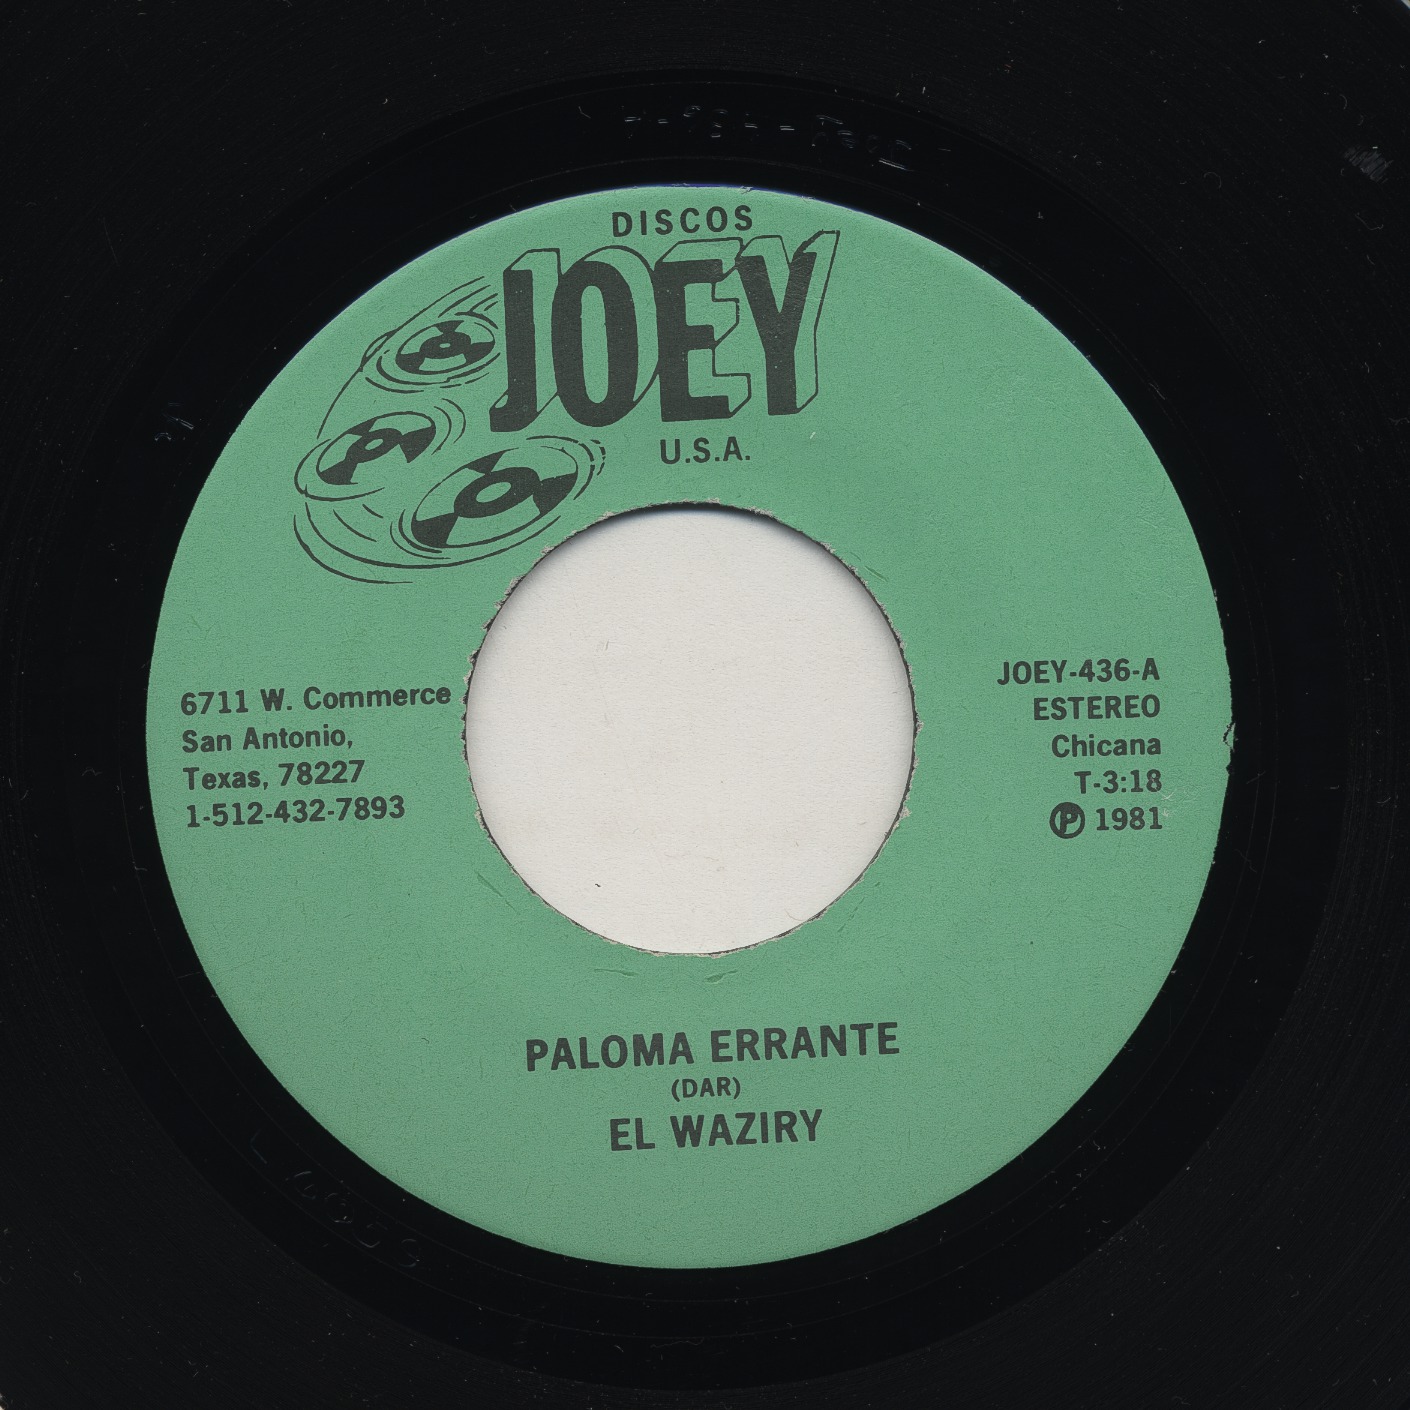 DISCOS
JOEY
U.S.A.
6711 W. Commerce
San Antonio,
Texas, 78227
1-512-432-7893
JOEY-436-A
ESTEREO
Chicana
T-3:18
Ⓟ 1981
PALOMA ERRANTE
(DAR)
EL WAZIRY